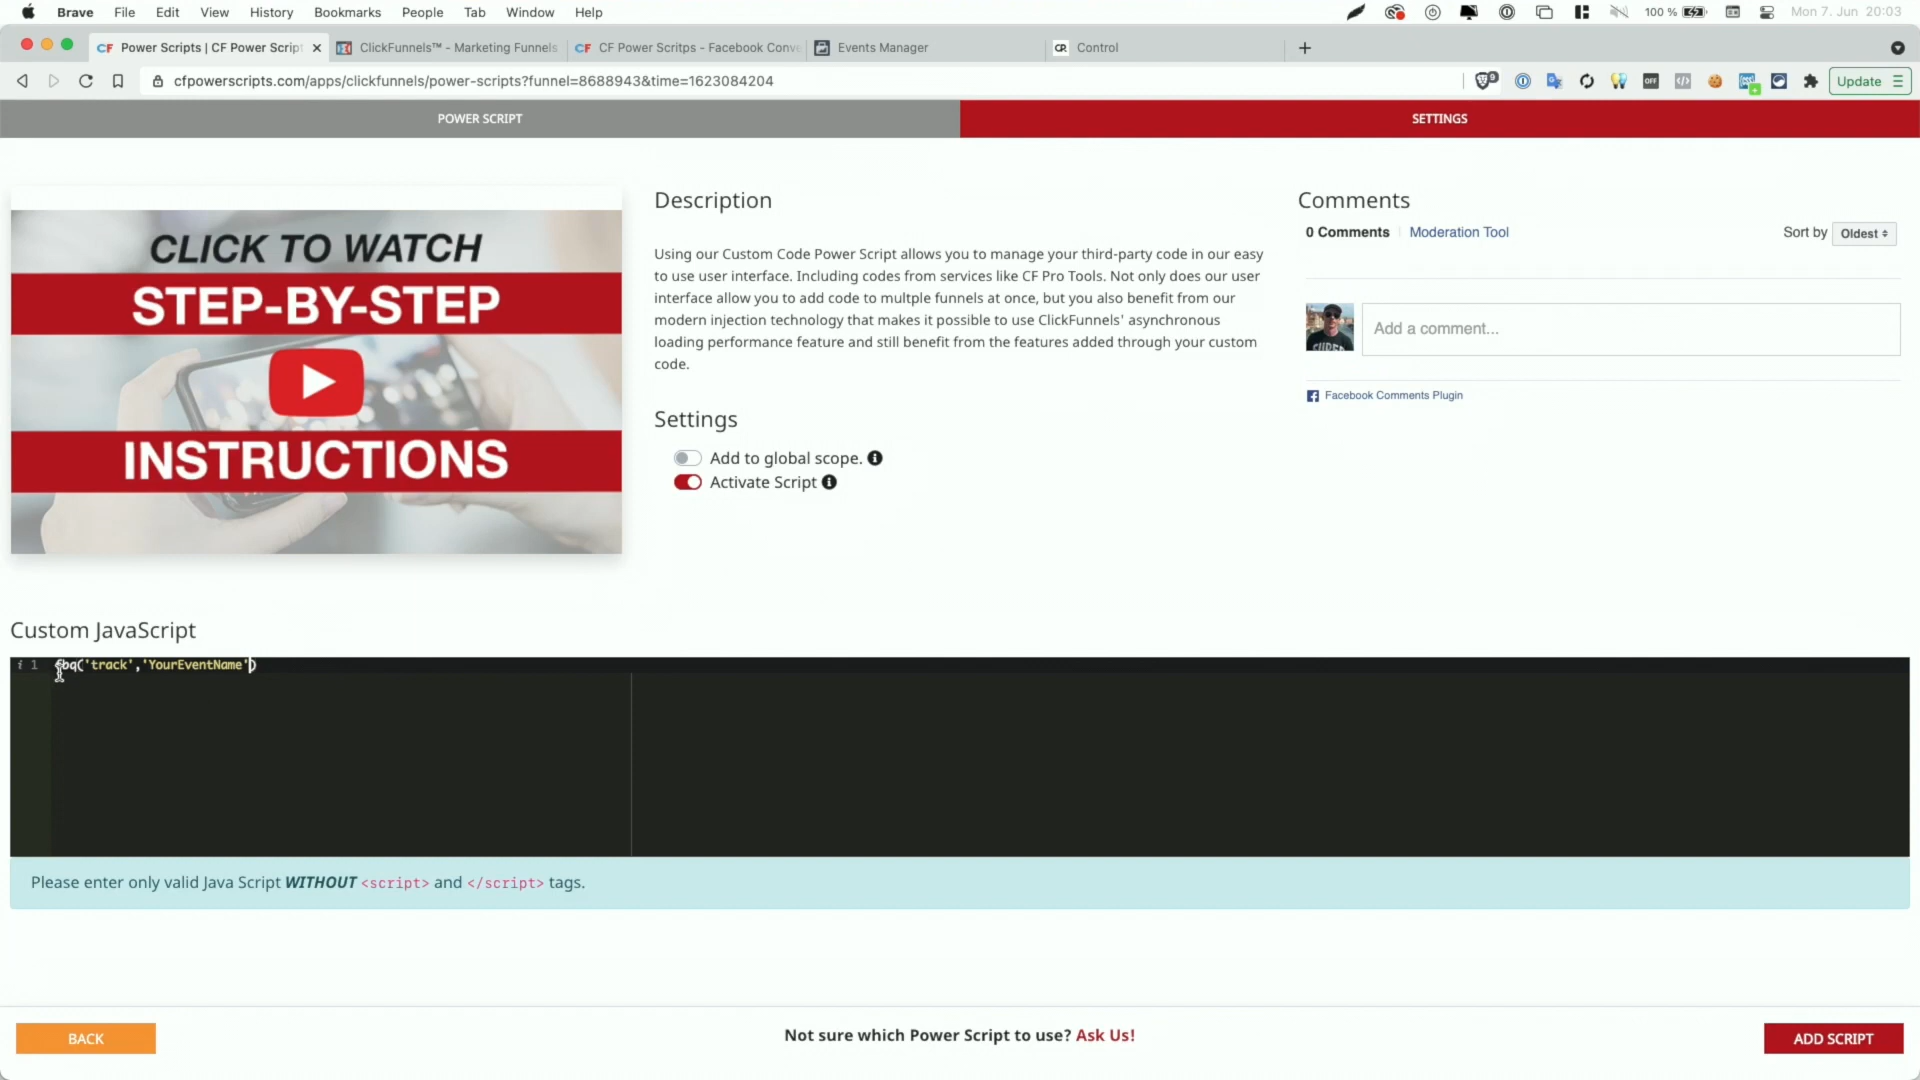 Brave File Edit View History Bookmarks People Tab Window Help 100 % Mon 7. Jun 20:03
CF Power Scripts | CF Power Script
ClickFunnels™ - Marketing Funnels
CF CF Power Scritps - Facebook Conve
Events Manager
CR Control
cfpowerscripts.com/apps/clickfunnels/power-scripts?funnel=8688943&time=1623084204
OFF
Update
POWER SCRIPT
SETTINGS
CLICK TO WATCH
STEP-BY-STEP
INSTRUCTIONS
Description
Using our Custom Code Power Script allows you to manage your third-party code in our easy
to use user interface. Including codes from services like CF Pro Tools. Not only does our user
interface allow you to add code to multple funnels at once, but you also benefit from our
modern injection technology that makes it possible to use ClickFunnels' asynchronous
loading performance feature and still benefit from the features added through your custom
code.
Settings
Add to global scope.
Activate Script
Comments
0 Comments Moderation Tool
Sort by Oldest
Add a comment...
Facebook Comments Plugin
Custom JavaScript
i 1 fbq('track','YourEventName')
Please enter only valid Java Script WITHOUT <script> and </script> tags.
BACK
Not sure which Power Script to use? Ask Us!
ADD SCRIPT